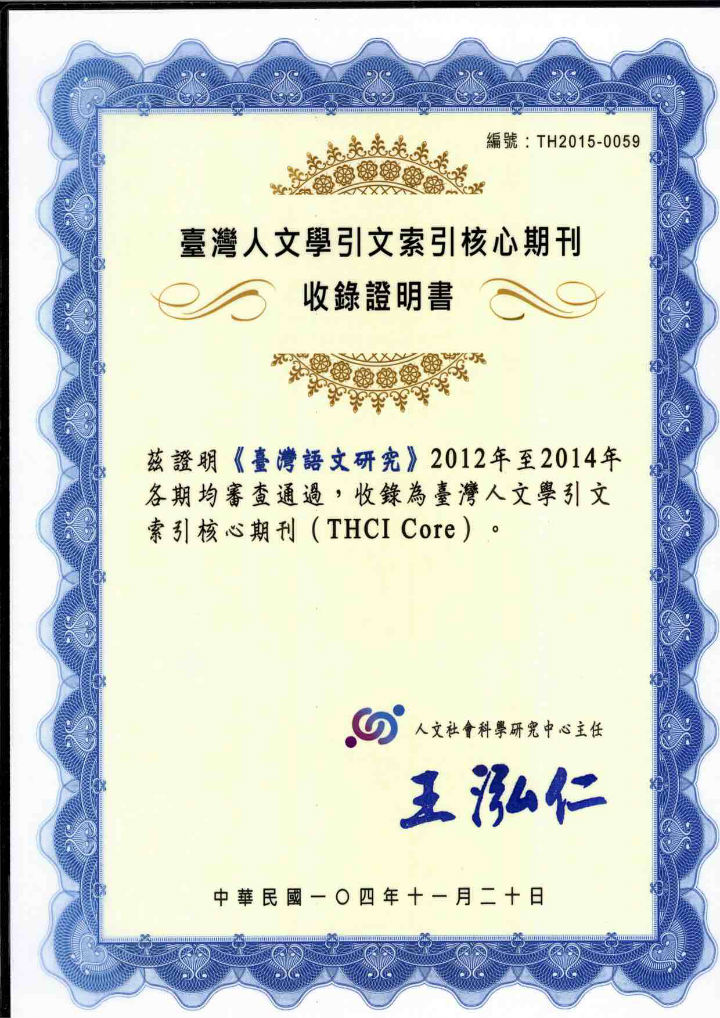 編號：TH2015-0059
臺灣人文學引文索引核心期刊
收錄證明書
茲證明《臺灣語文研究》2012年至2014年
各期均審查通過，收錄為臺灣人文學引文
索引核心期刊（THCI Core）。
人文社會科學研究中心主任
王泓仁
中華民國一〇四年十一月二十日